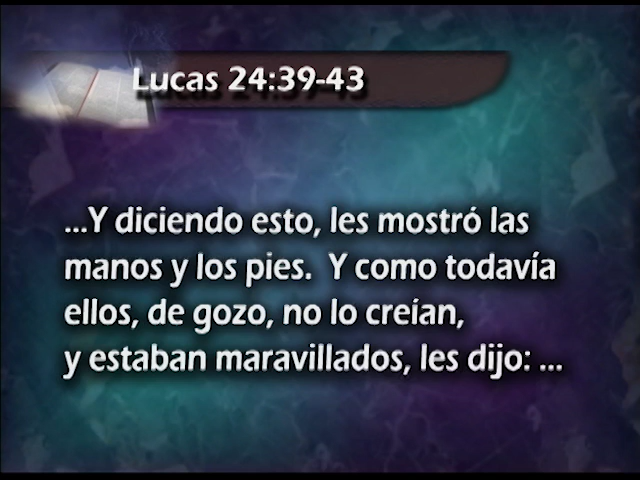 Lucas 24:39-43
...Y diciendo esto, les mostró las
manos y los pies. Y como todavía
ellos, de gozo, no lo creían,
y estaban maravillados, les dijo: ...